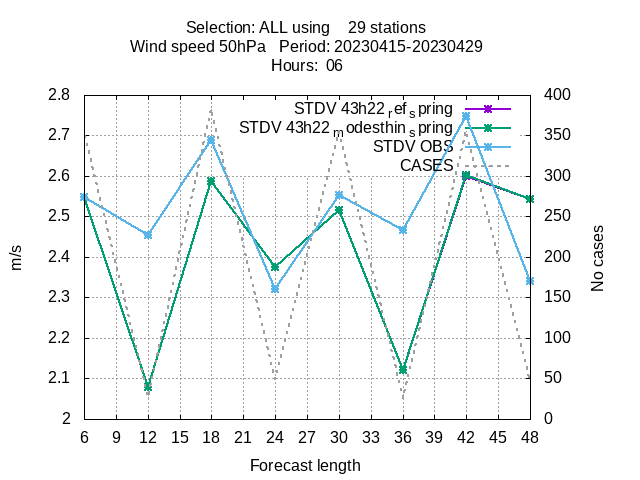 Selection: ALL using 29 stations
Wind speed 50hPa Period: 20230415-20230429
Hours: 06
STDV 43h22 ref spring
STDV 43h22 modesthin spring
STDV OBS
CASES
2.8
2.7
2.6
2.5
2.4
2.3
2.2
2.1
2
400
350
300
250
200
150
100
50
0
m/s
No cases
6 9 12 15 18 21 24 27 30 33 36 39 42 45 48
Forecast length